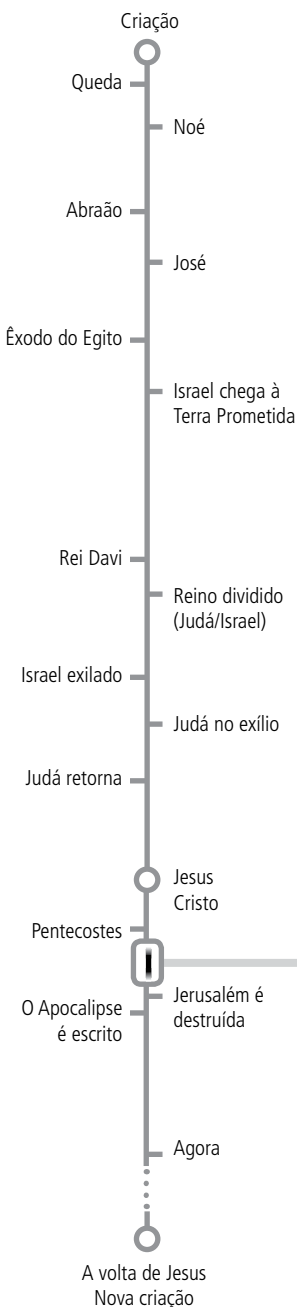 Criação
Queda
Noé
Abraão
José
Êxodo do Egito
Israel chega à
Terra Prometida
Rei Davi
Reino dividido
(Judá/Israel)
Israel exilado
Judá no exílio
Judá retorna
Jesus
Cristo
Pentecostes
Jerusalém é
destruída
O Apocalipse
é escrito
Agora
A volta de Jesus
Nova criação